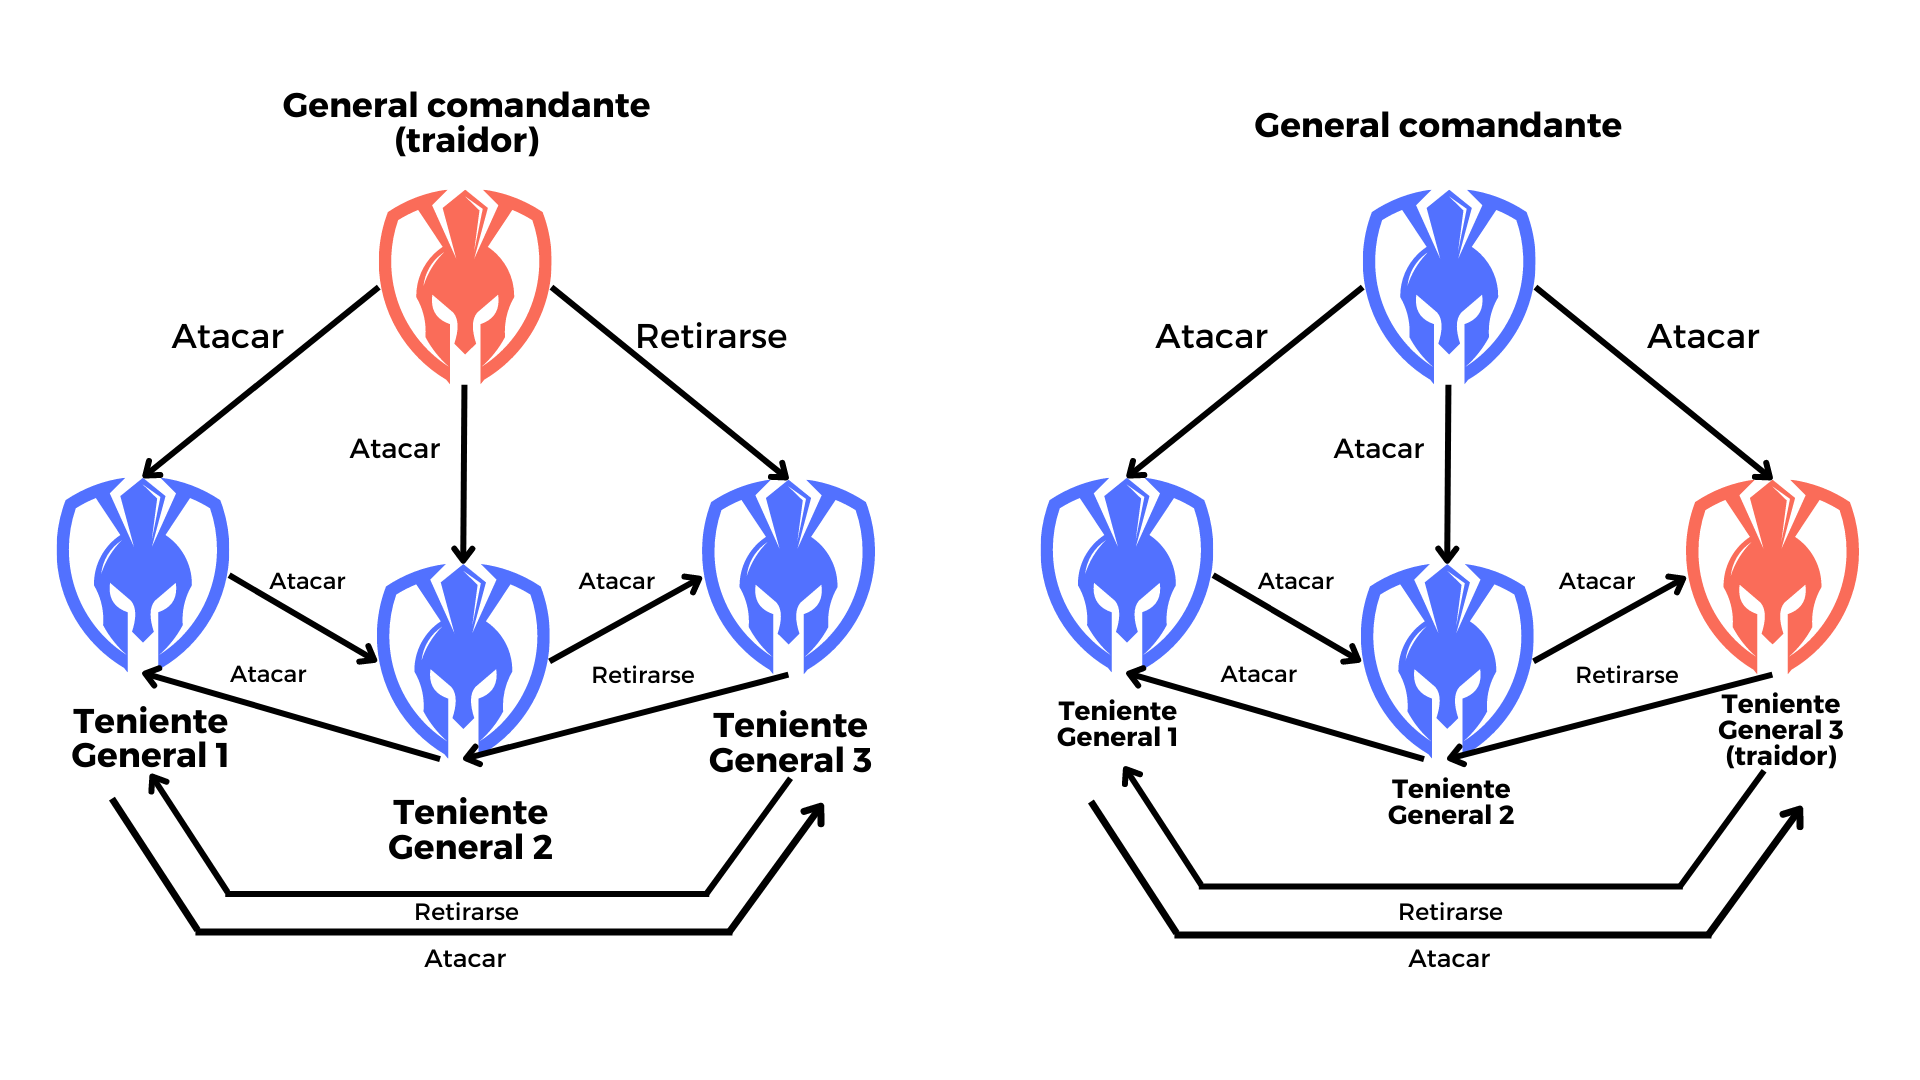 General comandante
(traidor)
Atacar
Retirarse
Atacar
Atacar
Atacar
Atacar
Retirarse
Teniente
General 1
Teniente
General 2
Teniente
General 3
Retirarse
Atacar
General comandante
Atacar
Atacar
Atacar
Atacar
Atacar
Atacar
Retirarse
Teniente
General 1
Teniente
General 2
Teniente
General 3
(traidor)
Retirarse
Atacar